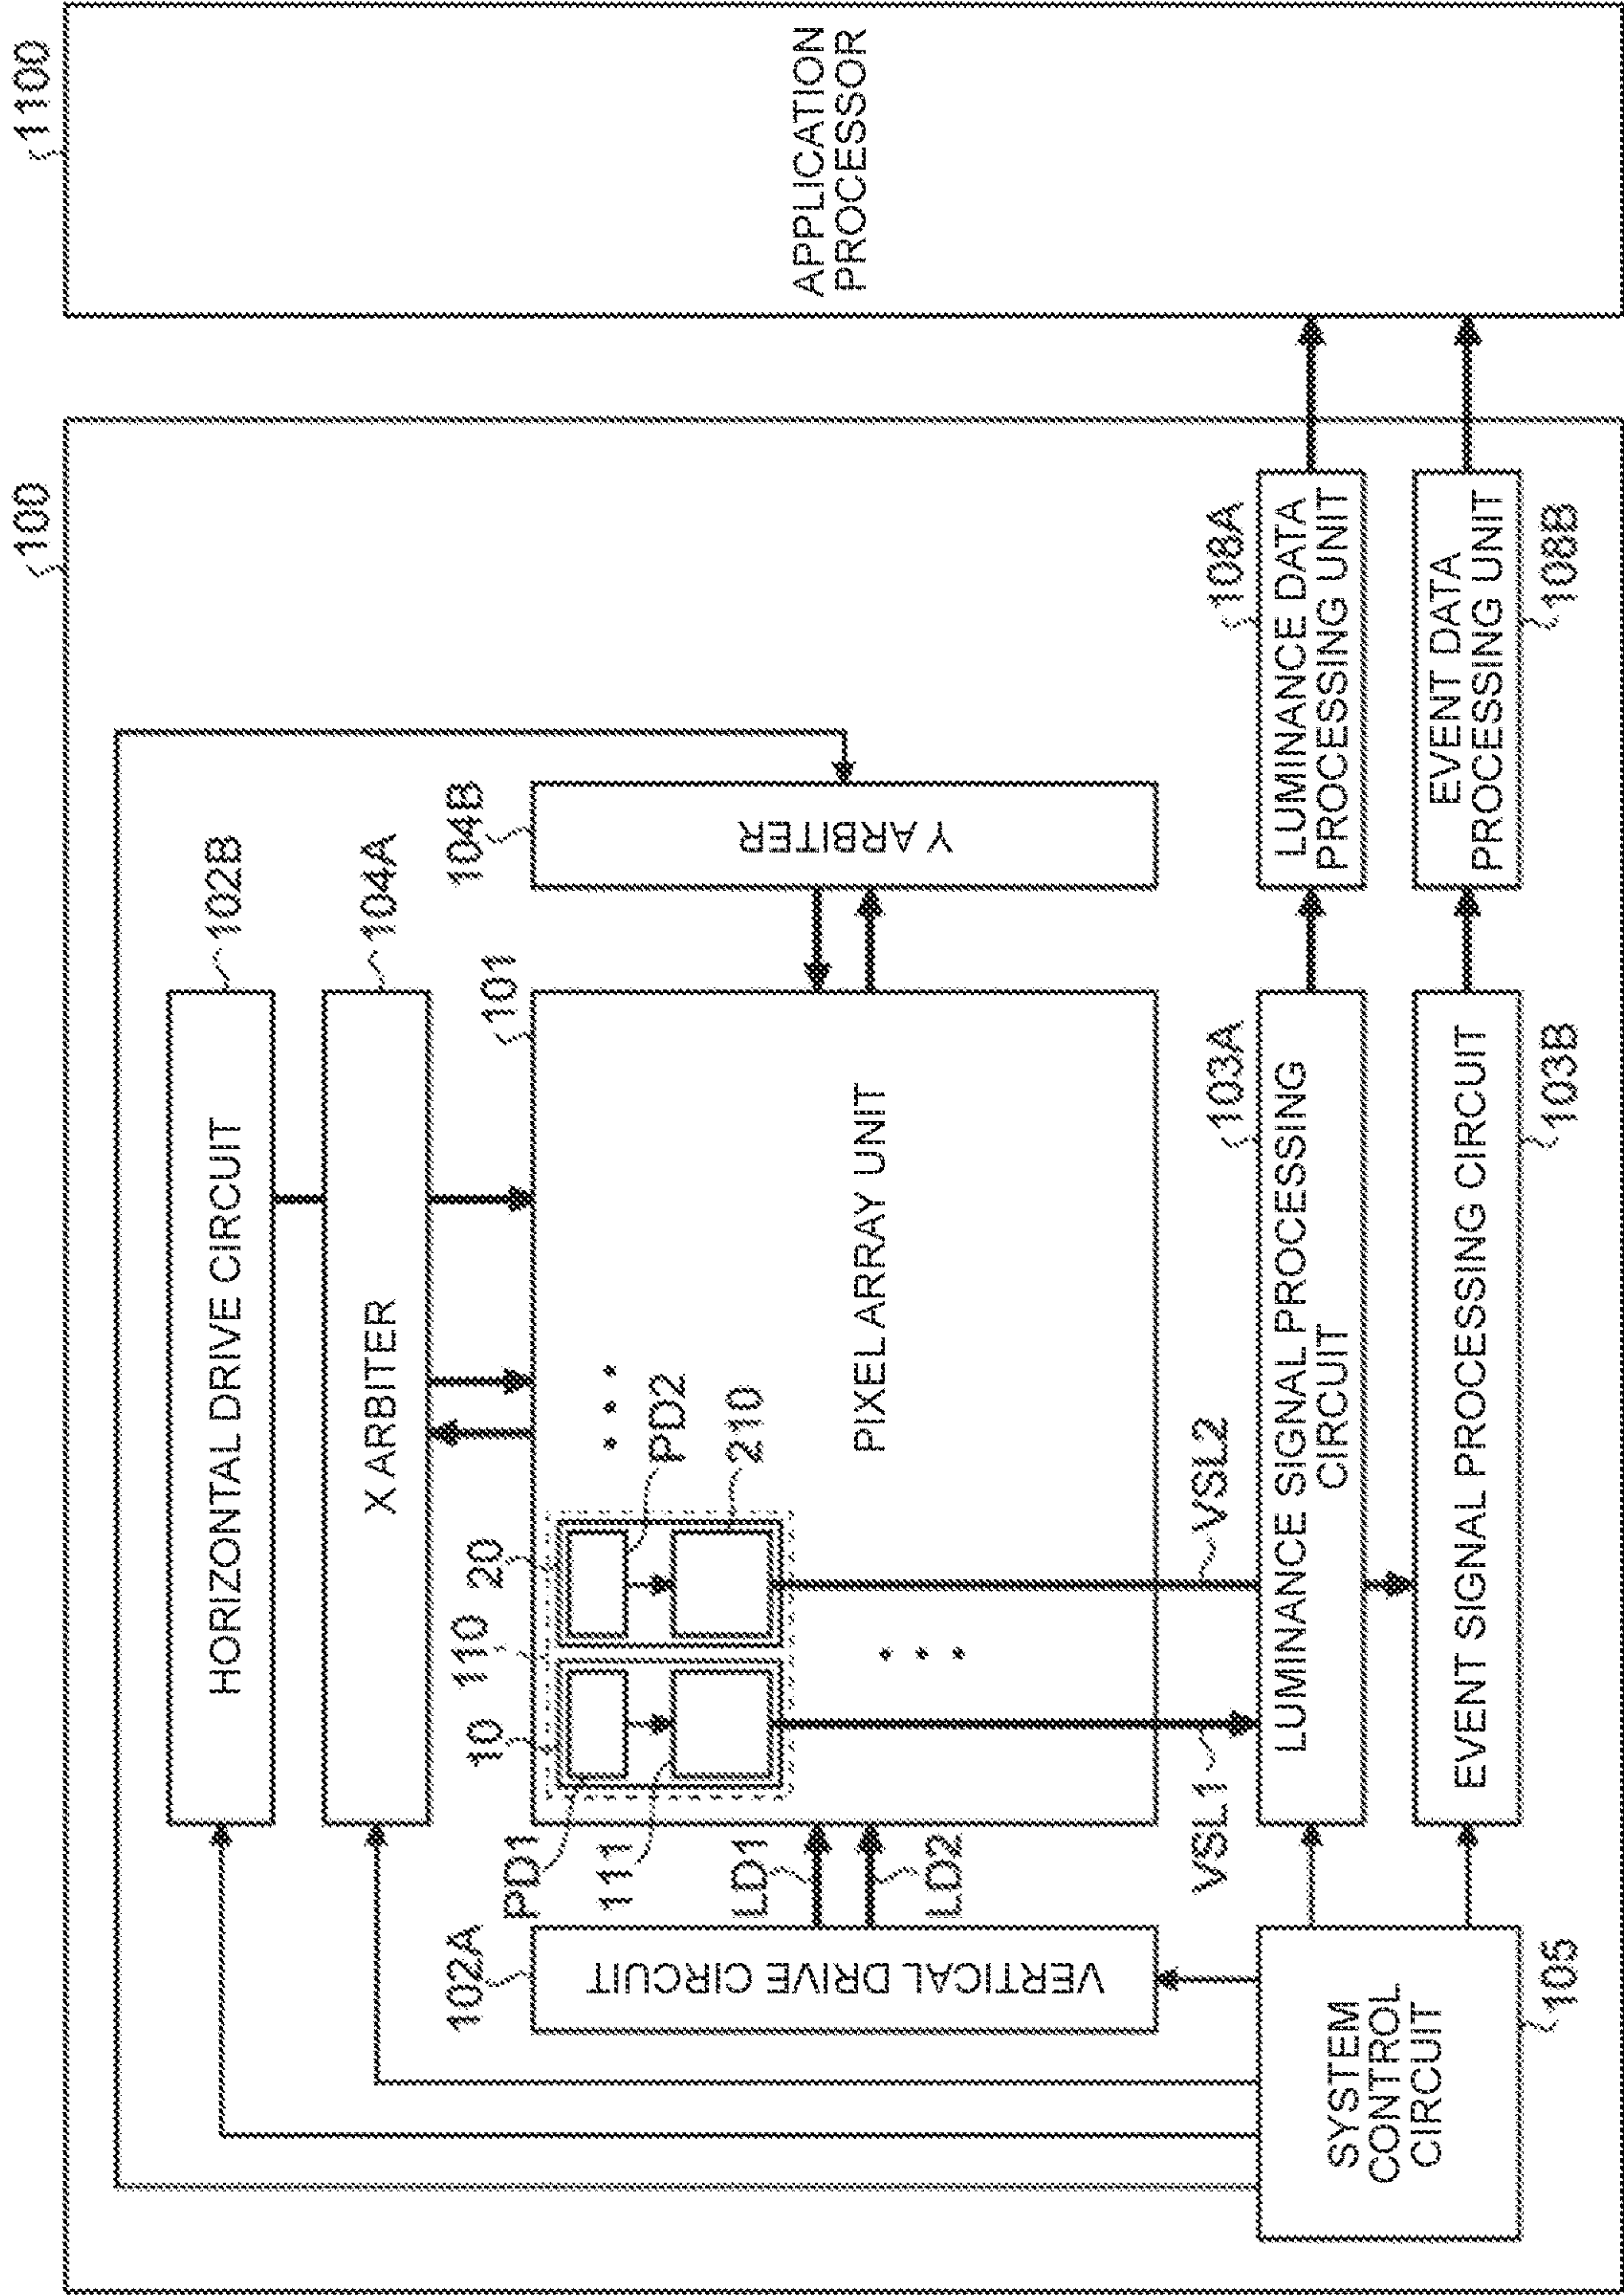 100
1100
HORIZONTAL DRIVE CIRCUIT
102B
X ARBITER
104A
102A
VERTICAL DRIVE CIRCUIT
PD1
111
10
110
20
PD2
210
101
LD1
LD2
PIXEL ARRAY UNIT
104B
Y ARBITER
APPLICATION
PROCESSOR
VSL1
VSL2
103A
108A
SYSTEM
CONTROL
CIRCUIT
105
LUMINANCE SIGNAL PROCESSING
CIRCUIT
LUMINANCE DATA
PROCESSING UNIT
EVENT SIGNAL PROCESSING CIRCUIT
103B
EVENT DATA
PROCESSING UNIT
108B